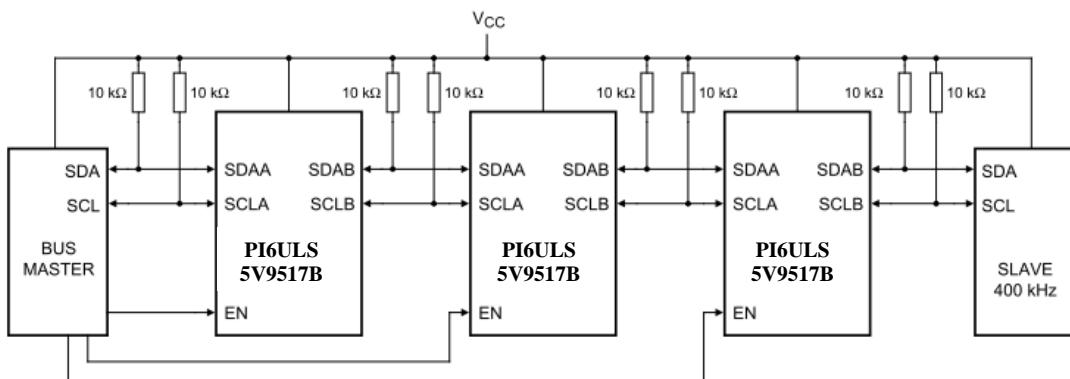 VCC
10 kΩ 10 kΩ 10 kΩ 10 kΩ 10 kΩ 10 kΩ 10 kΩ 10 kΩ
SDA SDAA SDAB SDAA SDAB SDAA SDAB SDA
SCL SCLA SCLB SCLA SCLB SCLA SCLB SCL
BUS
MASTER
PI6ULS
5V9517B
PI6ULS
5V9517B
PI6ULS
5V9517B
SLAVE
400 kHz
EN EN EN